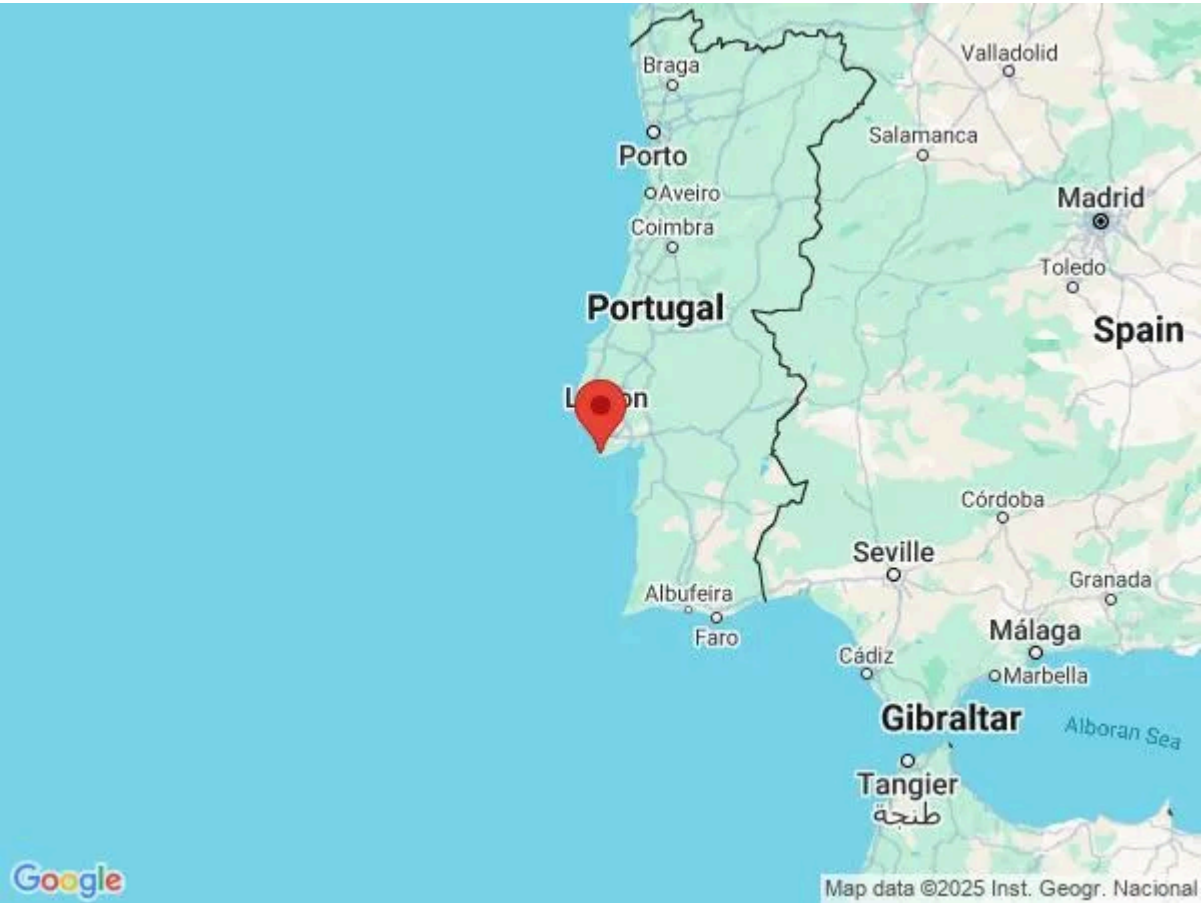 Valladolid
Braga
Salamanca
Porto
Aveiro
Madrid
Coimbra
Toledo
Portugal
Spain
Córdoba
Seville
Granada
Albufeira
Faro
Málaga
Cádiz
Marbella
Gibraltar
Alboran Sea
Tangier
طنجة
Google
Map data ©2025 Inst. Geogr. Nacional